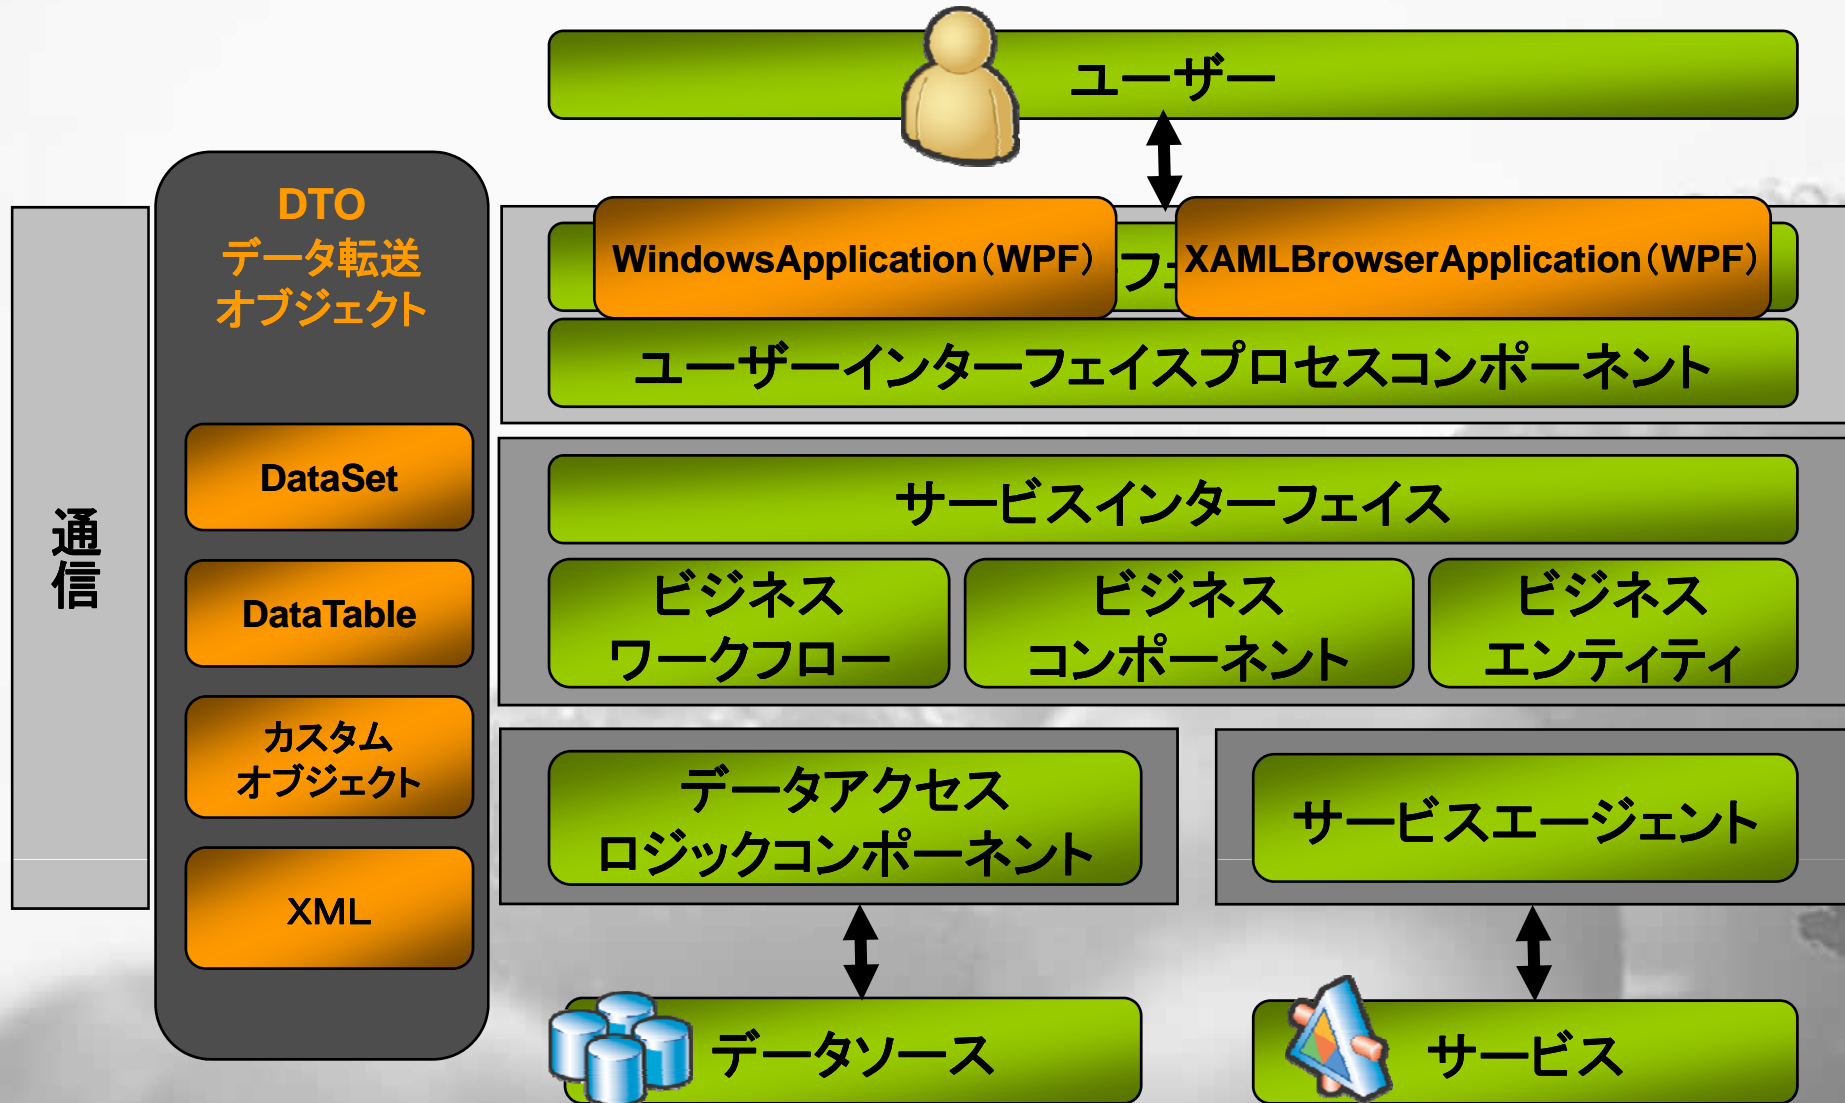 ユーザー
DTO
データ転送
オブジェクト
WindowsApplication（WPF）
フェ
XAMLBrowserApplication（WPF）
ユーザーインターフェイスプロセスコンポーネント
通信
DataSet
DataTable
カスタム
オブジェクト
XML
サービスインターフェイス
ビジネス
ワークフロー
ビジネス
コンポーネント
ビジネス
エンティティ
データアクセス
ロジックコンポーネント
サービスエージェント
データソース
サービス